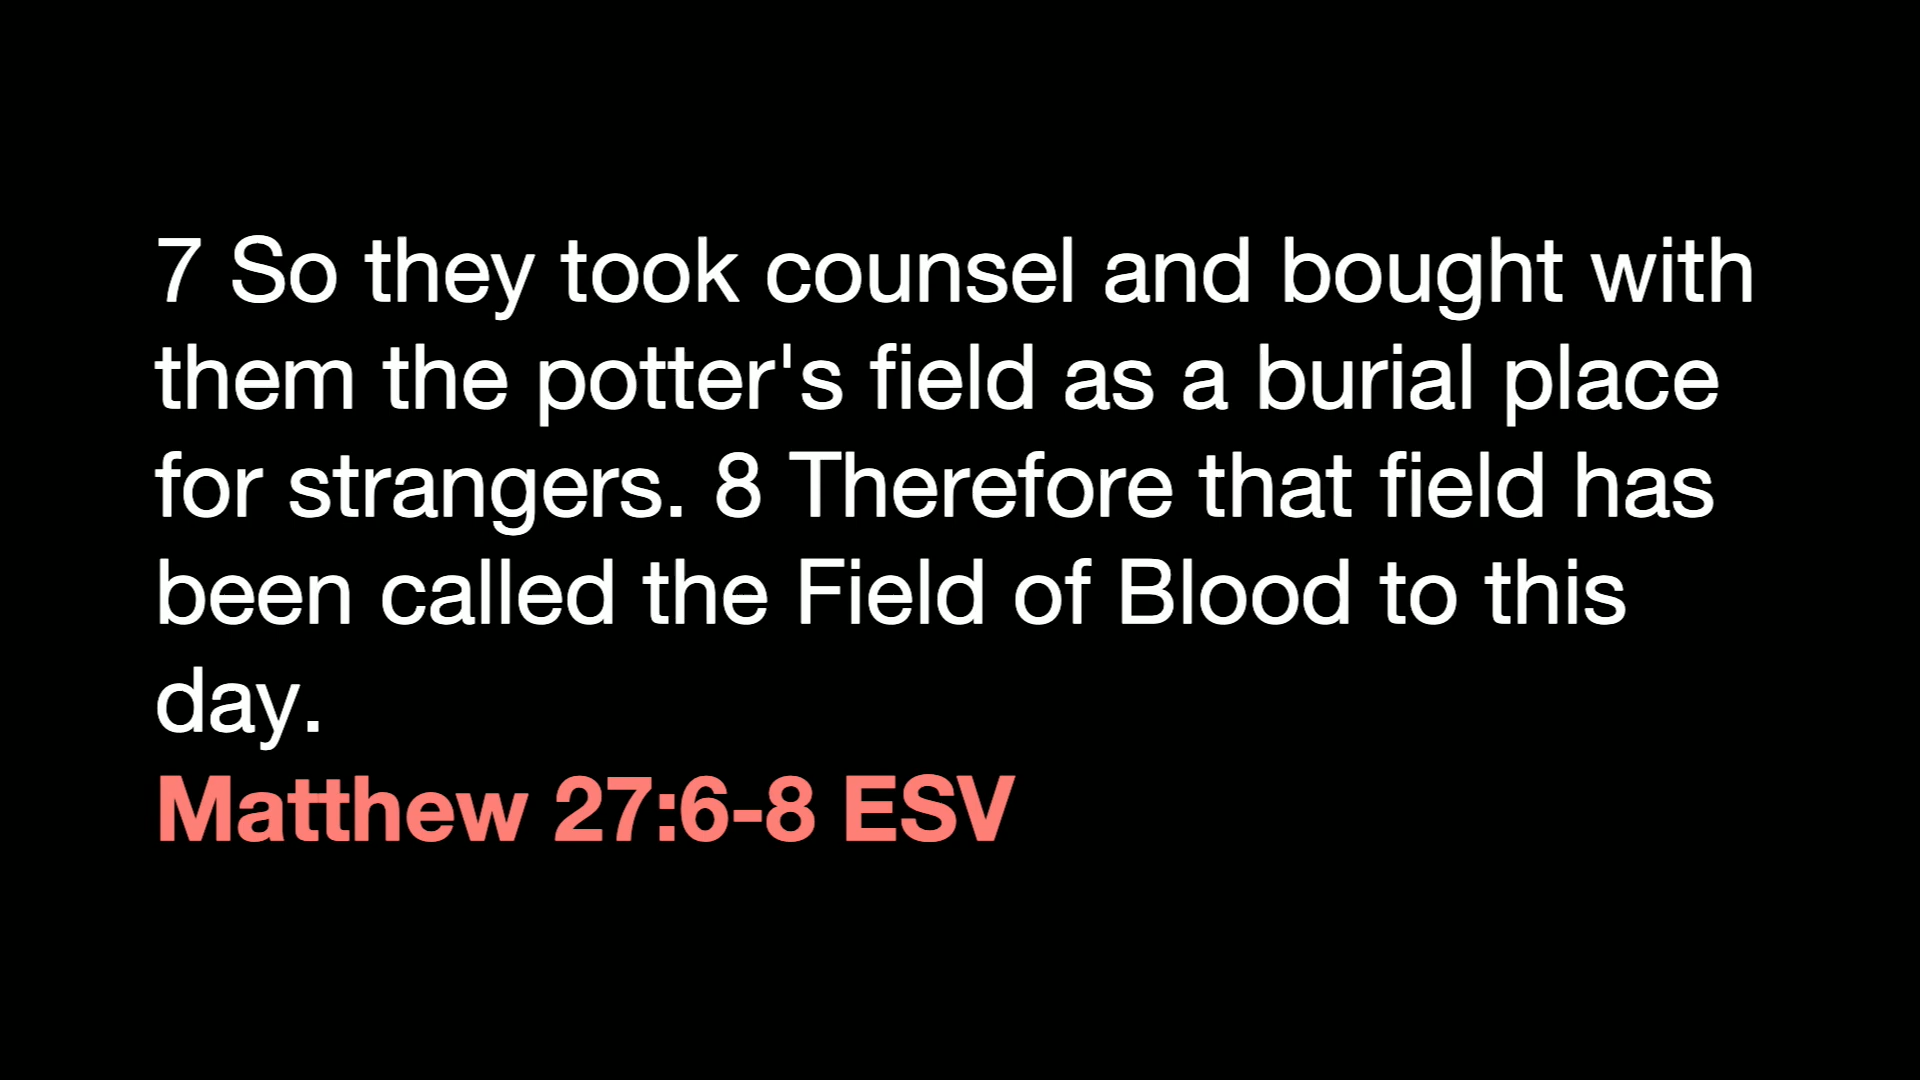 7 So they took counsel and bought with
them the potter's field as a burial place
for strangers. 8 Therefore that field has
been called the Field of Blood to this
day.
Matthew 27:6-8 ESV